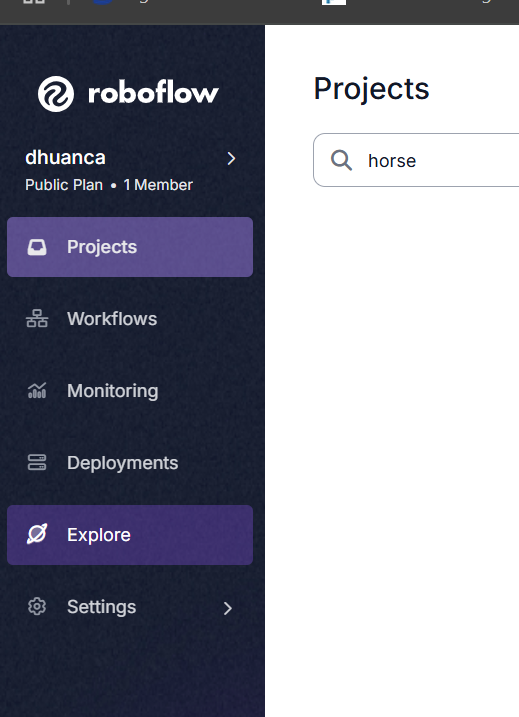 roboflow
dhuanca
Public Plan • 1 Member
Projects
Workflows
Monitoring
Deployments
Explore
Settings
Projects
horse